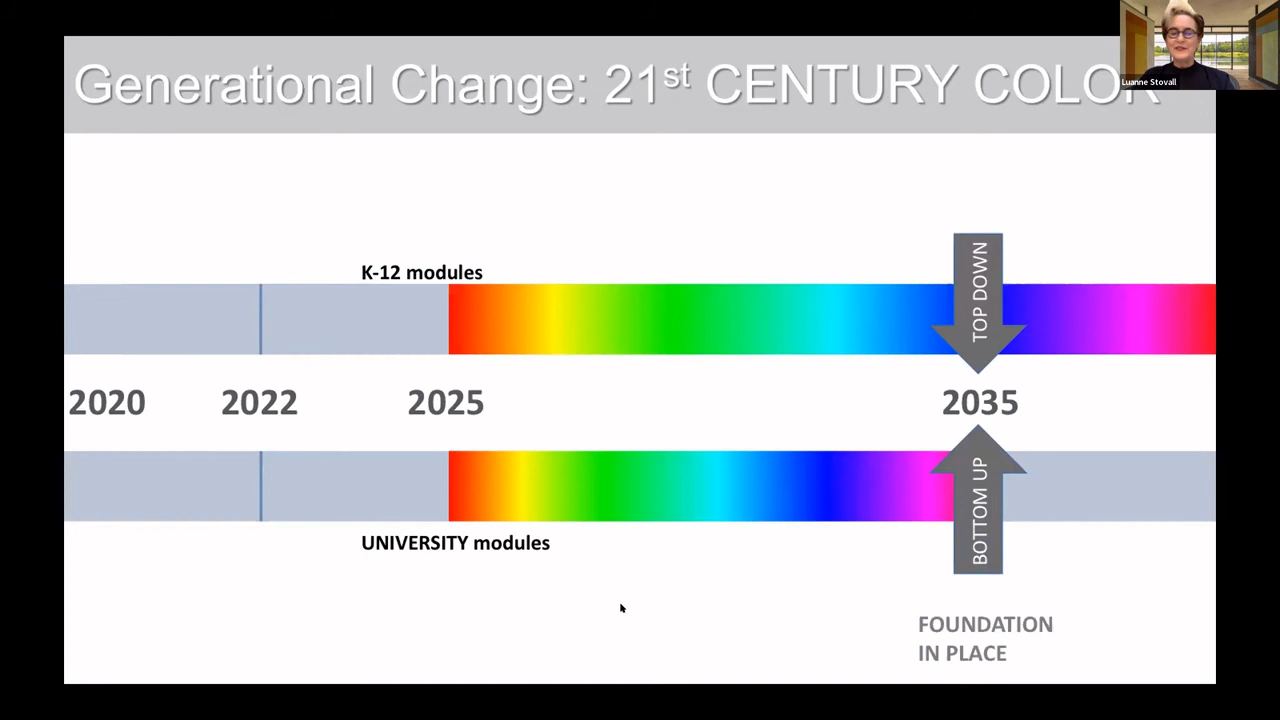 Generational Change: 21st CENTURY COLOR
Luanne Stovall
K-12 modules
TOP DOWN
2020 2022 2025 2035
BOTTOM UP
UNIVERSITY modules
FOUNDATION
IN PLACE